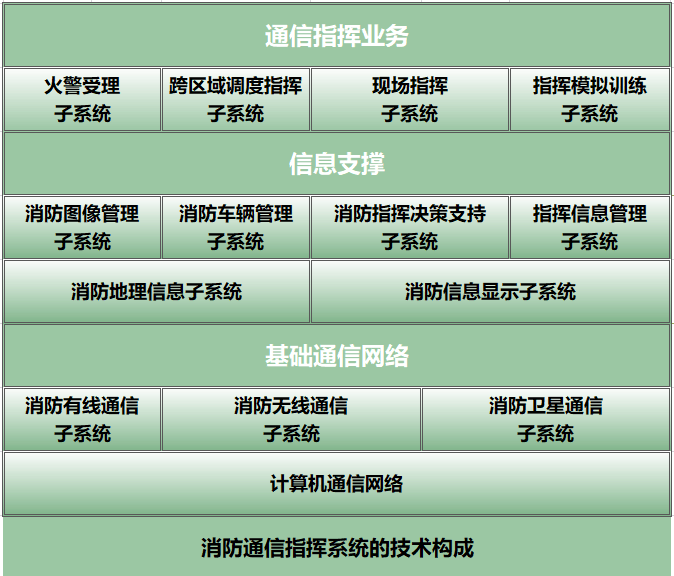 通信指挥业务
火警受理
子系统
跨区域调度指挥
子系统
现场指挥
子系统
指挥模拟训练
子系统
信息支撑
消防图像管理
子系统
消防车辆管理
子系统
消防指挥决策支持
子系统
指挥信息管理
子系统
消防地理信息子系统
消防信息显示子系统
基础通信网络
消防有线通信
子系统
消防无线通信
子系统
消防卫星通信
子系统
计算机通信网络
消防通信指挥系统的技术构成